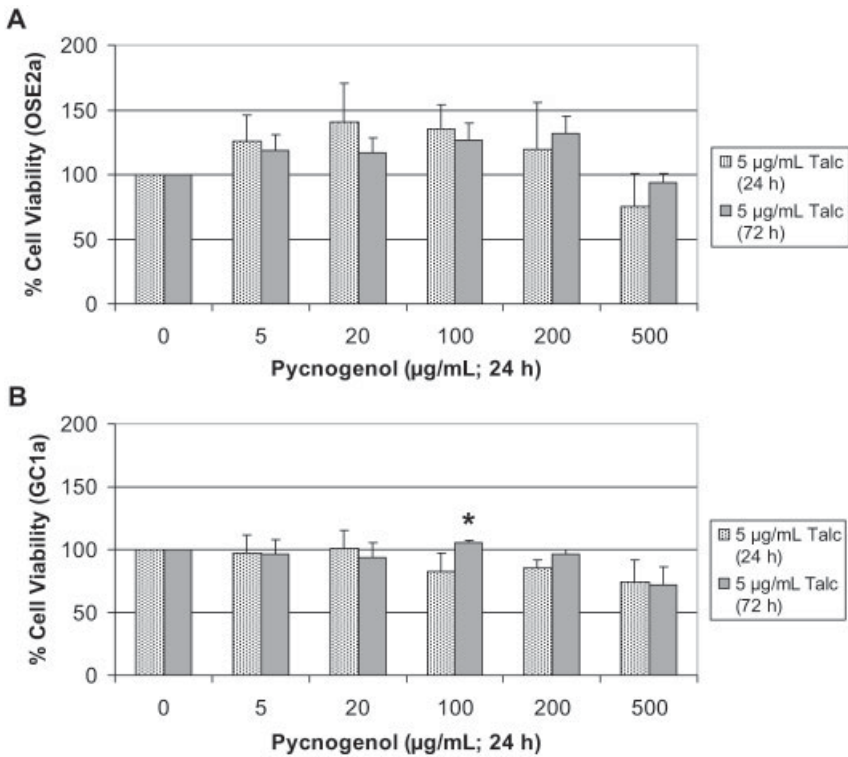 A
200
150
100
50
0
% Cell Viability (OSE2a)
0 5 20 100 200 500
Pycnogenol (µg/mL; 24 h)
5 µg/mL Talc
(24 h)
5 µg/mL Talc
(72 h)
B
200
150
100
50
0
% Cell Viability (GC1a)
*
0 5 20 100 200 500
Pycnogenol (µg/mL; 24 h)
5 µg/mL Talc
(24 h)
5 µg/mL Talc
(72 h)